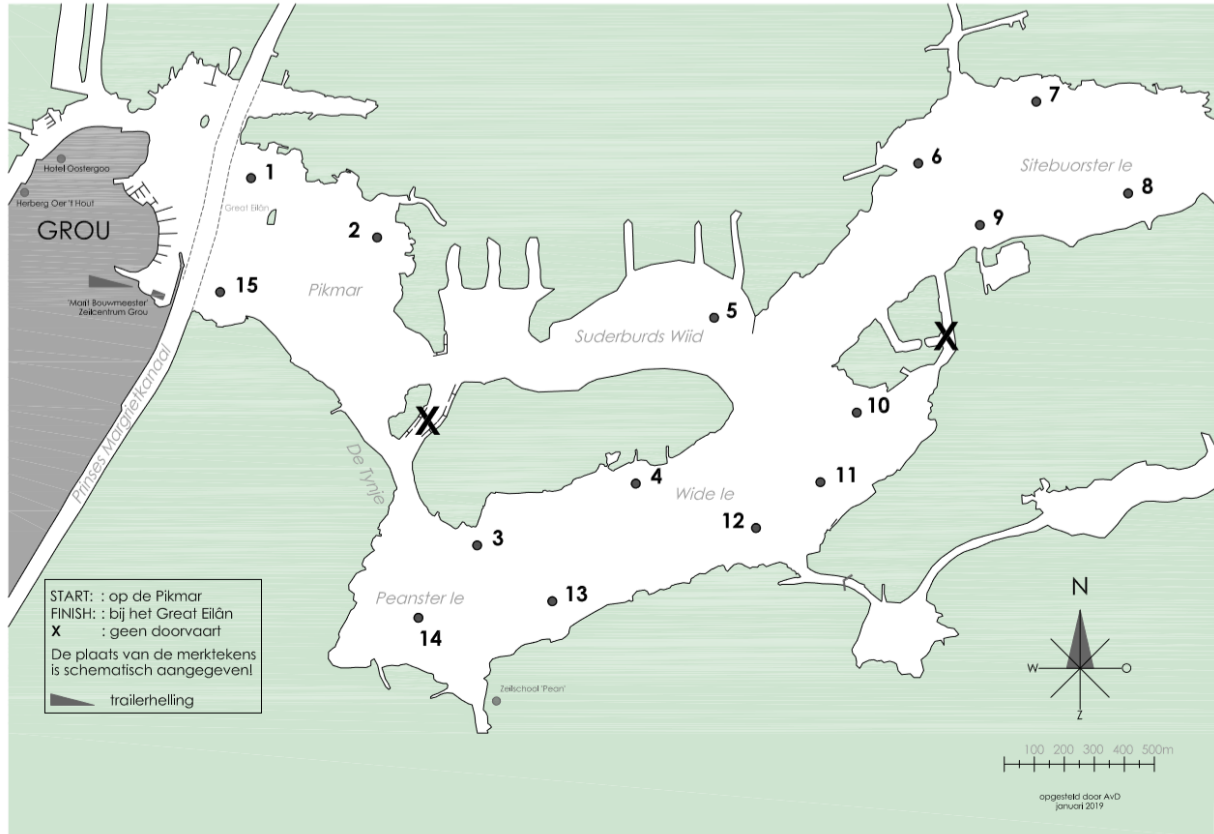 Hotel Oostergoo
Herberg Oer 't Hout
GROU
'Marit Bouwmeester'
Zeilcentrum Grou
Prinses Margrietkanaal
Great Eilân
1
2
15
Pikmar
De Tynje
X
5
Suderburds Wiid
6
7
8
9
Sitebuorster Ie
X
10
11
12
4
Wide Ie
3
13
14
Peanster Ie
Zeilschool 'Pean'
START: : op de Pikmar
FINISH: : bij het Great Eilân
X : geen doorvaart
De plaats van de merktekens
is schematisch aangegeven!
trailerhelling
N
W
O
Z
100 200 300 400 500m
opgesteld door AvD
januari 2019